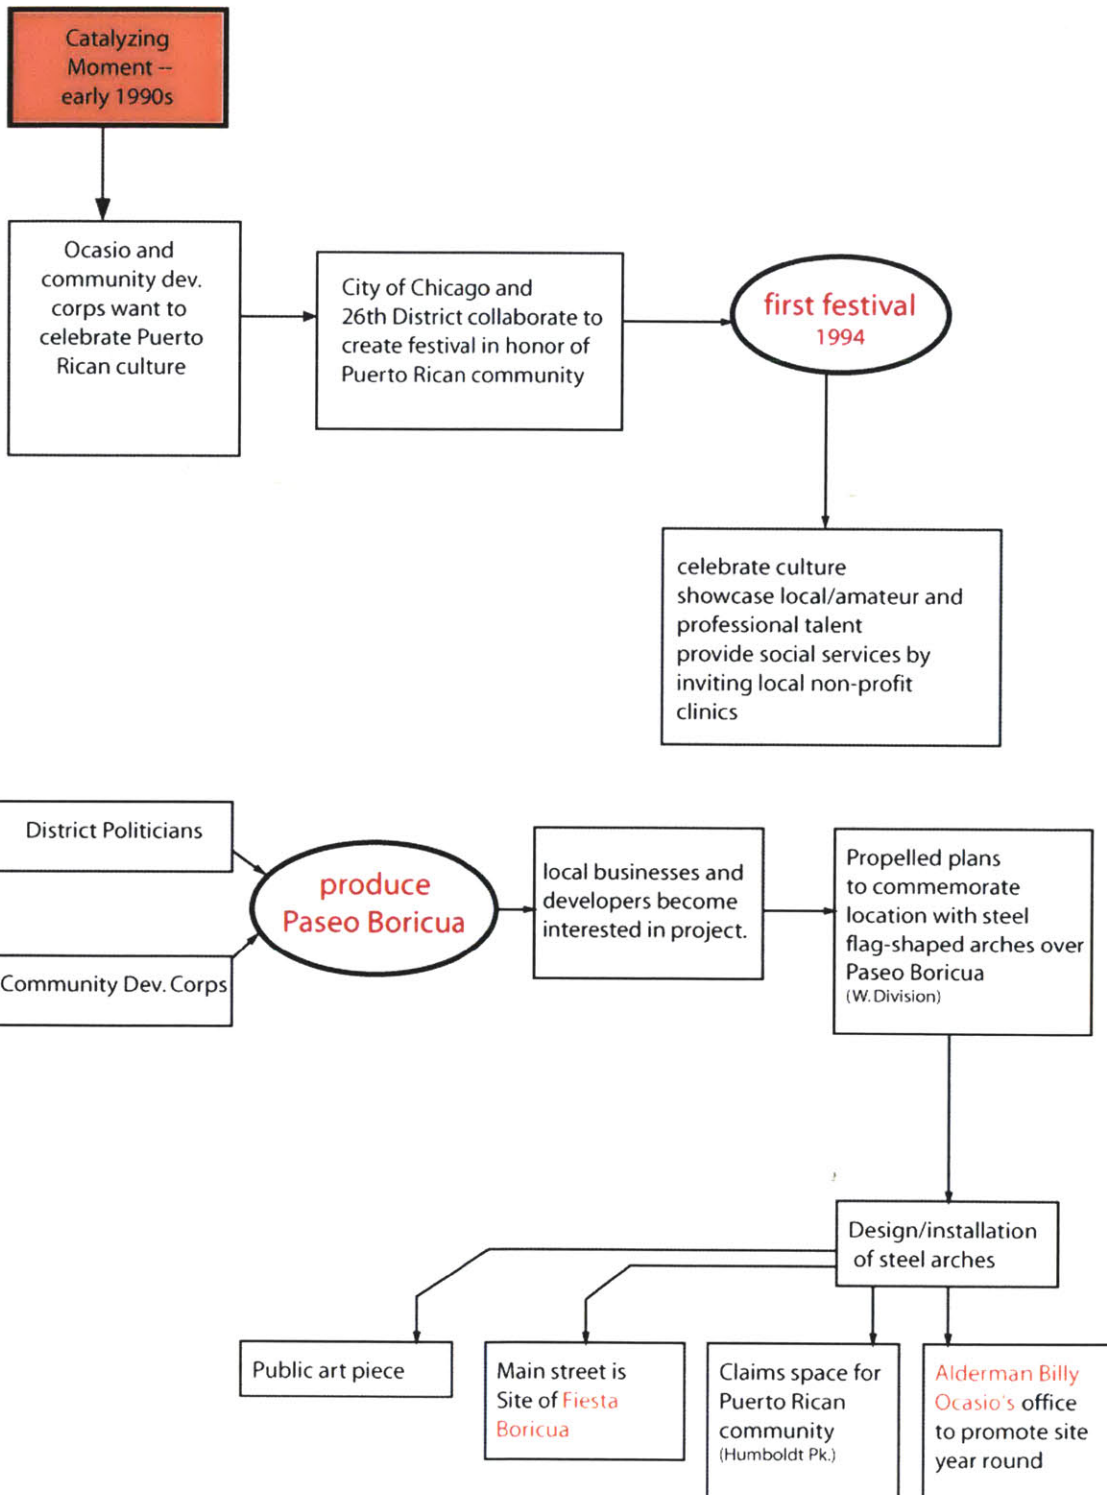 Catalyzing
Moment --
early 1990s
Ocasio and
community dev.
corps want to
celebrate Puerto
Rican culture
City of Chicago and
26th District collaborate to
create festival in honor of
Puerto Rican community
first festival
1994
celebrate culture
showcase local/amateur and
professional talent
provide social services by
inviting local non-profit
clinics
District Politicians
Community Dev. Corps
produce
Paseo Boricua
local businesses and
developers become
interested in project.
Propelled plans
to commemorate
location with steel
flag-shaped arches over
Paseo Boricua
(W. Division)
Design/installation
of steel arches
Public art piece
Main street is
Site of Fiesta
Boricua
Claims space for
Puerto Rican
community
(Humboldt Pk.)
Alderman Billy
Ocasio's office
to promote site
year round